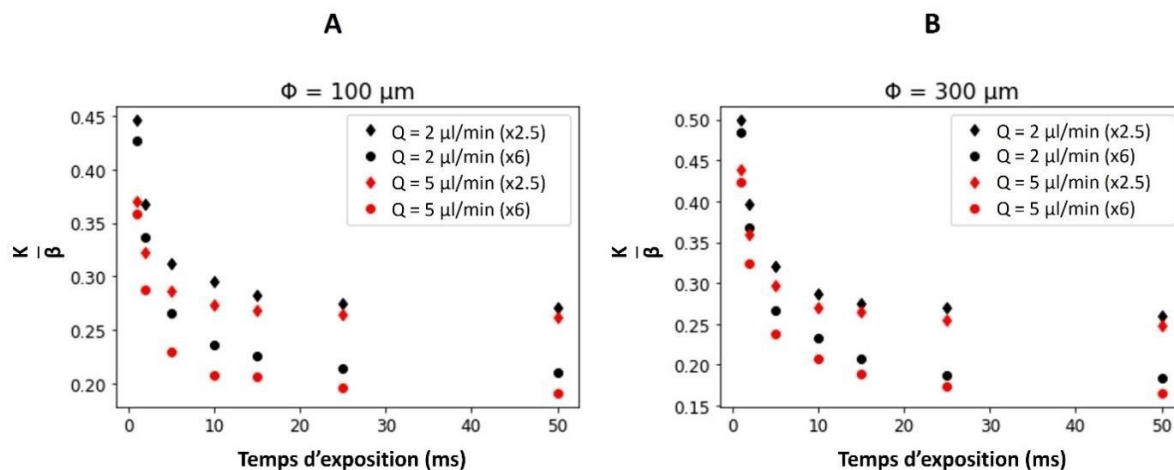 A
Φ = 100 µm
0.45
0.40
0.35
0.30
0.25
0.20
K
β
Q = 2 µl/min (x2.5)
Q = 2 µl/min (x6)
Q = 5 µl/min (x2.5)
Q = 5 µl/min (x6)
0 10 20 30 40 50
Temps d'exposition (ms)
B
Φ = 300 µm
0.50
0.45
0.40
0.35
0.30
0.25
0.20
0.15
K
β
Q = 2 µl/min (x2.5)
Q = 2 µl/min (x6)
Q = 5 µl/min (x2.5)
Q = 5 µl/min (x6)
0 10 20 30 40 50
Temps d'exposition (ms)